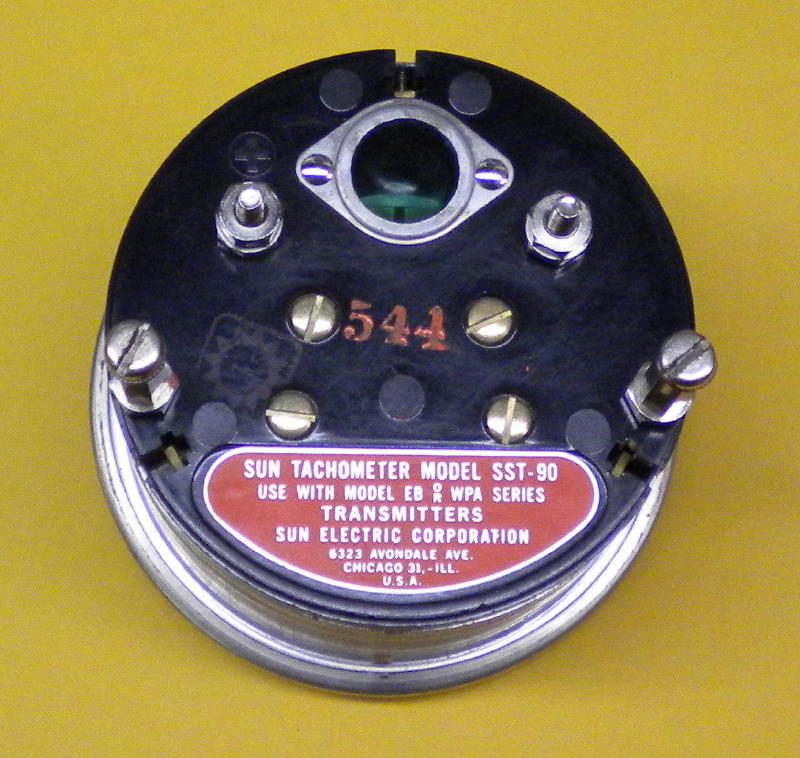 544
SUN TACHOMETER MODEL SST-90
USE WITH MODEL EB OR WPA SERIES
TRANSMITTERS
SUN ELECTRIC CORPORATION
6323 AVONDALE AVE.
CHICAGO 31,-ILL.
U.S.A.